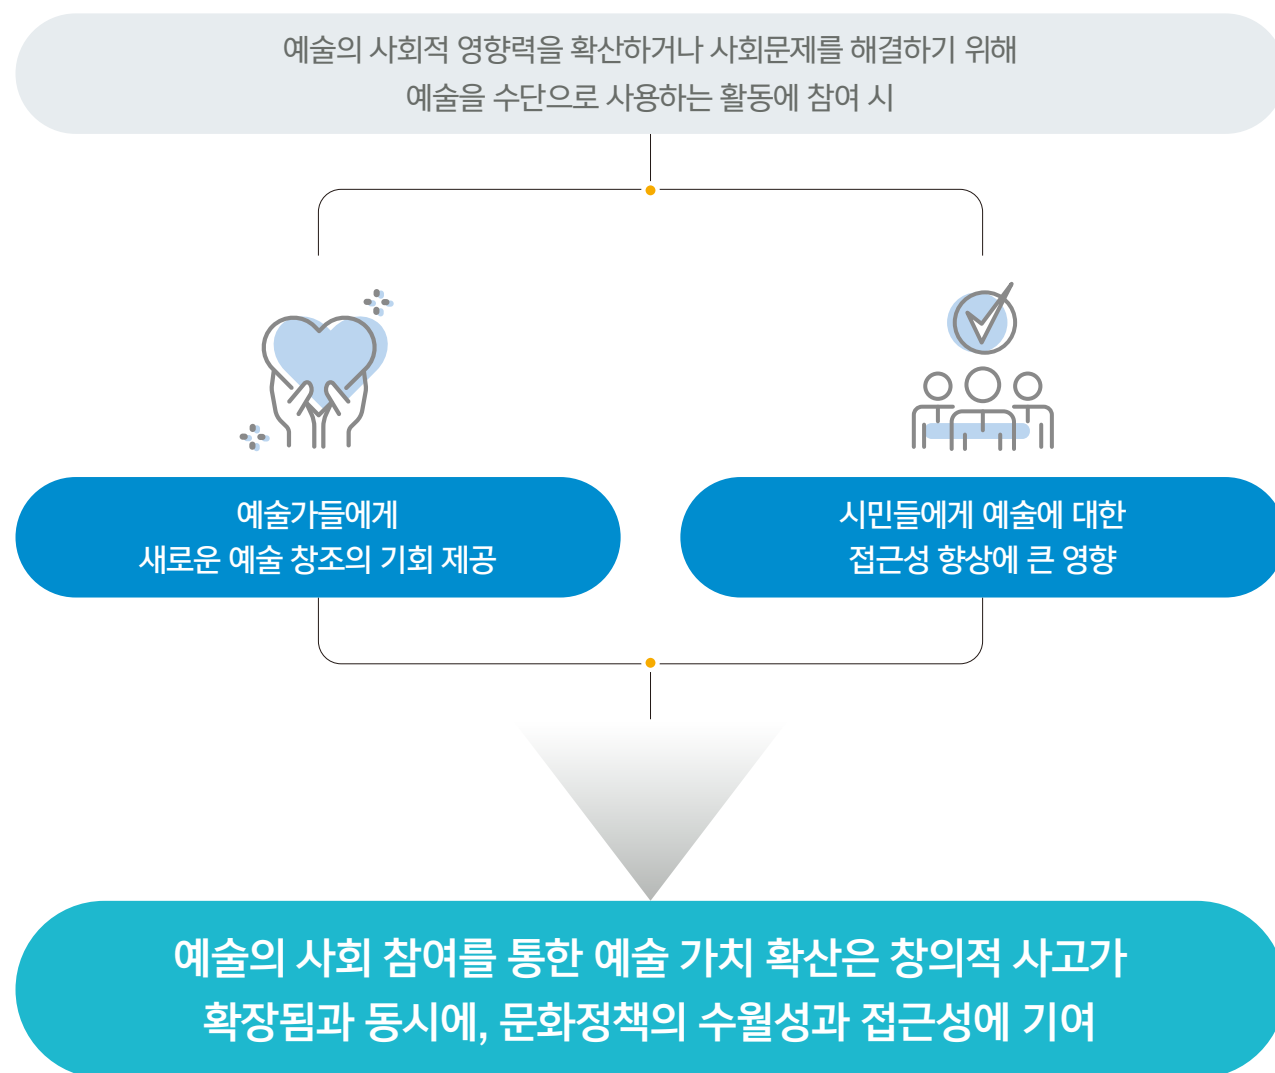 예술의 사회적 영향력을 확산하거나 사회문제를 해결하기 위해
예술을 수단으로 사용하는 활동에 참여 시
예술가들에게
새로운 예술 창조의 기회 제공
시민들에게 예술에 대한
접근성 향상에 큰 영향
예술의 사회 참여를 통한 예술 가치 확산은 창의적 사고가
확장됨과 동시에, 문화정책의 수월성과 접근성에 기여